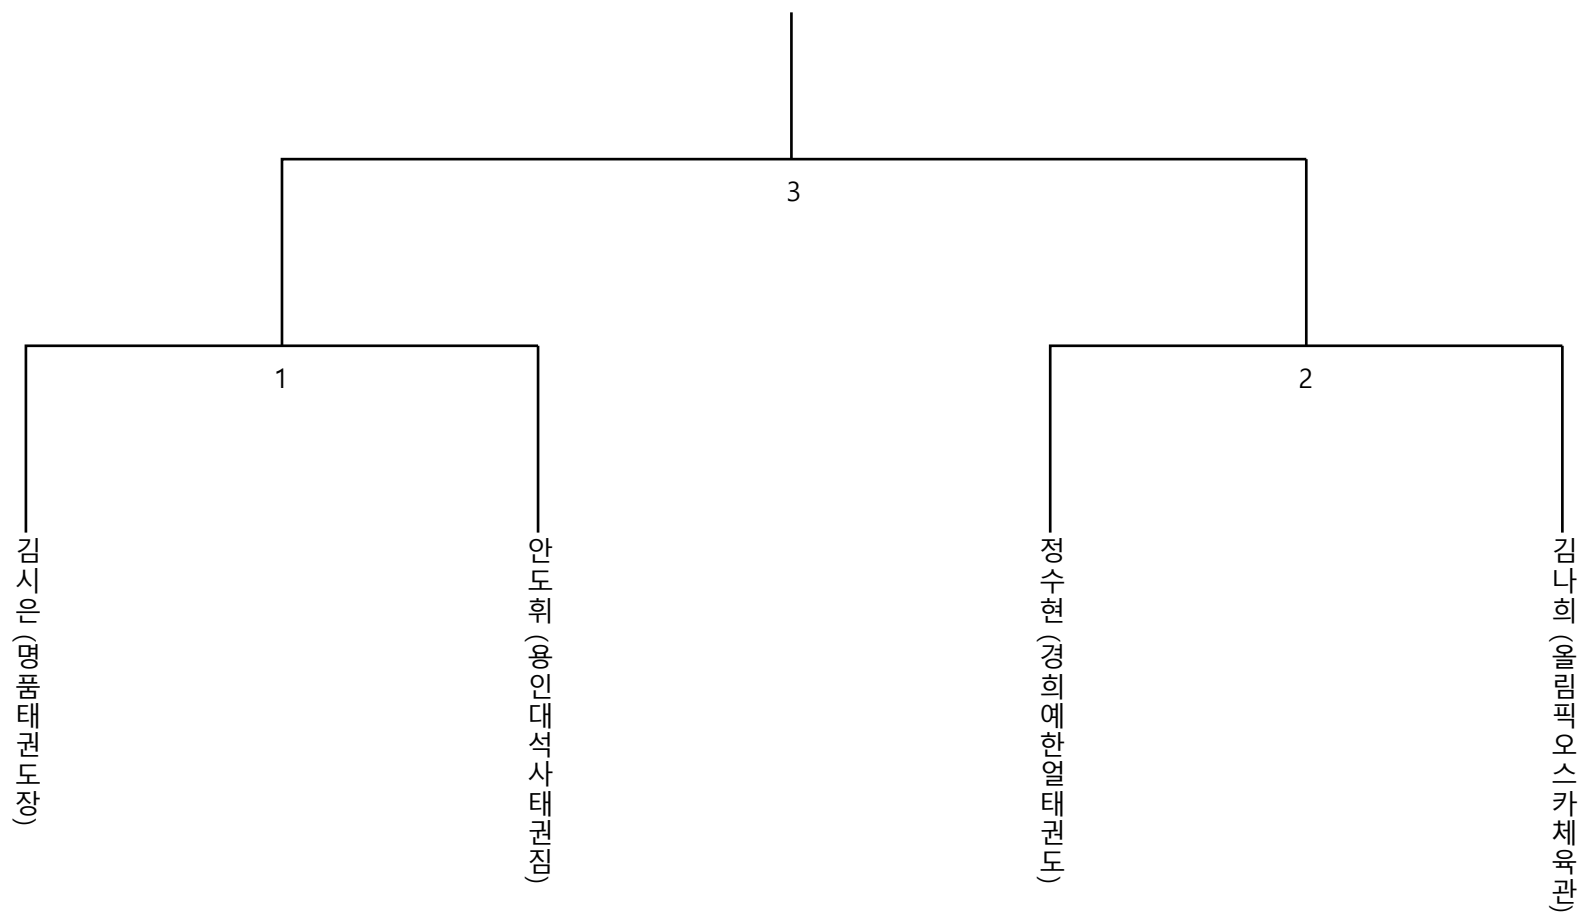 3
1
2
김시은 (명품태권도장)
안도휘 (용인대석사태권짐)
정수현 (경희예한얼태권도)
김나희 (올림픽오스카체육관)